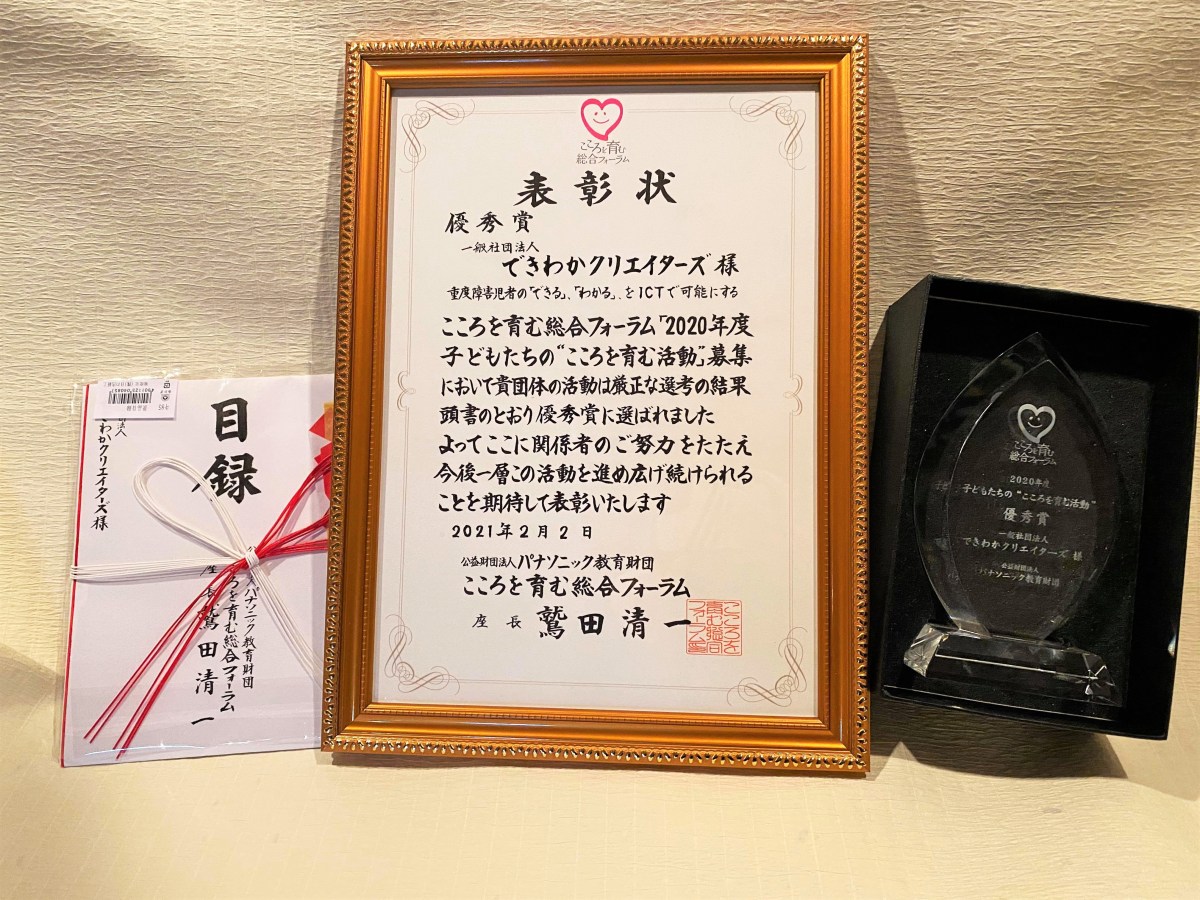 こころを育む
総合フォーラム
表彰状
優秀賞
一般社団法人
できわかクリエイターズ 様
重度障害児者の「できる」、「わかる」、をICTで可能にする
こころを育む総合フォーラム「2020年度
子どもたちの“こころを育む活動”」募集
において貴団体の活動は厳正な選考の結果
頭書のとおり優秀賞に選ばれました
よってここに関係者のご努力をたたえ
今後一層この活動を進め広げ続けられる
ことを期待して表彰いたします
2021年2月2日
公益財団法人パナソニック教育財団
こころを育む総合フォーラム
座長 鷲田清一
こころを
育む総合
フォーラム
目録
法人
きわかクリエイターズ 様
パナソニック教育財団
ろを育む総合フォーラム
座長 鷲田清一
こころを育む
総合フォーラム
2020年度
子どもたちの“こころを育む活動”
優秀賞
一般社団法人
できわかクリエイターズ 様
公益財団法人
パナソニック教育財団